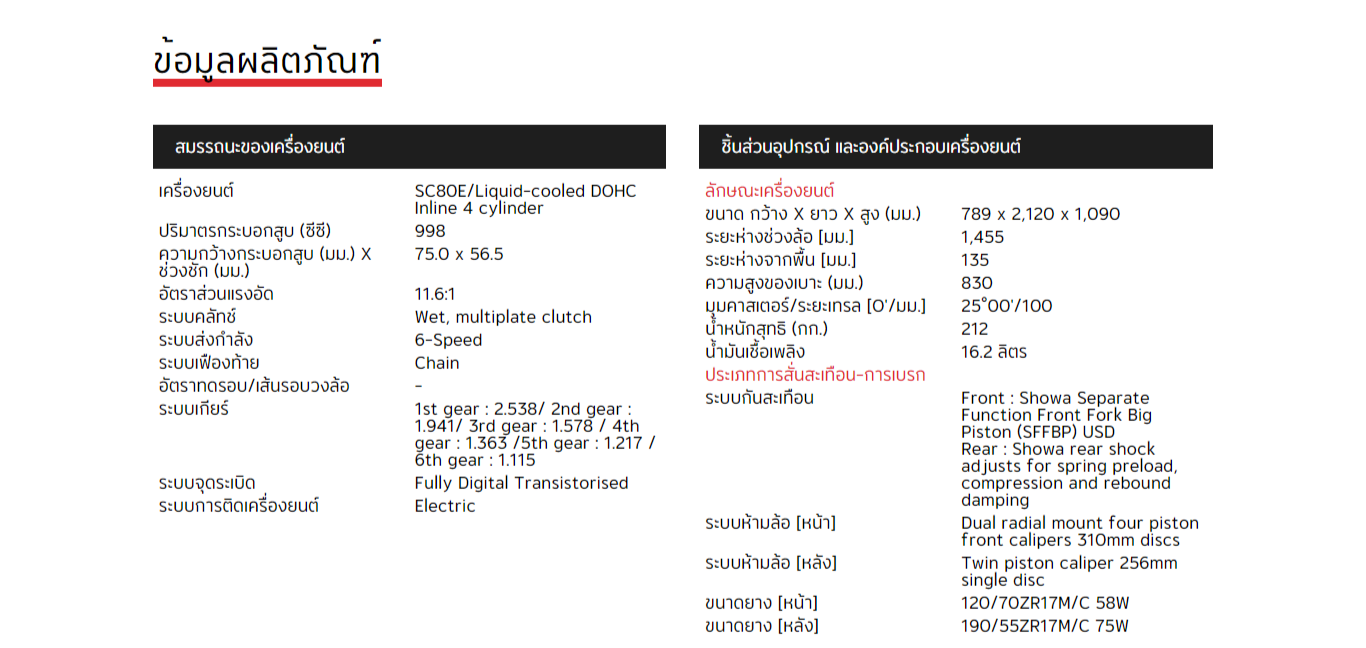 ข้อมูลผลิตภัณฑ์
สมรรถนะของเครื่องยนต์
เครื่องยนต์ SC80E/Liquid-cooled DOHC
Inline 4 cylinder
ปริมาตรกระบอกสูบ (ซีซี) 998
ความกว้างกระบอกสูบ (มม.) X 75.0 x 56.5
ช่วงชัก (มม.)
อัตราส่วนแรงอัด 11.6:1
ระบบคลัทช์ Wet, multiplate clutch
ระบบส่งกำลัง 6-Speed
ระบบเฟืองท้าย Chain
อัตราทดรอบ/เส้นรอบวงล้อ -
ระบบเกียร์ 1st gear : 2.538/ 2nd gear :
1.941/ 3rd gear : 1.578 / 4th
gear : 1.363 /5th gear : 1.217 /
6th gear : 1.115
ระบบจุดระเบิด Fully Digital Transistorised
ระบบการติดเครื่องยนต์ Electric
ชิ้นส่วนอุปกรณ์ และองค์ประกอบเครื่องยนต์
ลักษณะเครื่องยนต์
ขนาด กว้าง X ยาว X สูง (มม.) 789 x 2,120 x 1,090
ระยะห่างช่วงล้อ [มม.] 1,455
ระยะห่างจากพื้น [มม.] 135
ความสูงของเบาะ (มม.) 830
มุมคาสเตอร์/ระยะเทรล [O'/มม.] 25°00'/100
น้ำหนักสุทธิ (กก.) 212
น้ำมันเชื้อเพลิง 16.2 ลิตร
ประเภทการสั่นสะเทือน-การเบรก
ระบบกันสะเทือน Front : Showa Separate
Function Front Fork Big
Piston (SFFBP) USD
Rear : Showa rear shock
adjusts for spring preload,
compression and rebound
damping
ระบบห้ามล้อ [หน้า] Dual radial mount four piston
front calipers 310mm discs
ระบบห้ามล้อ [หลัง] Twin piston caliper 256mm
single disc
ขนาดยาง [หน้า] 120/70ZR17M/C 58W
ขนาดยาง [หลัง] 190/55ZR17M/C 75W